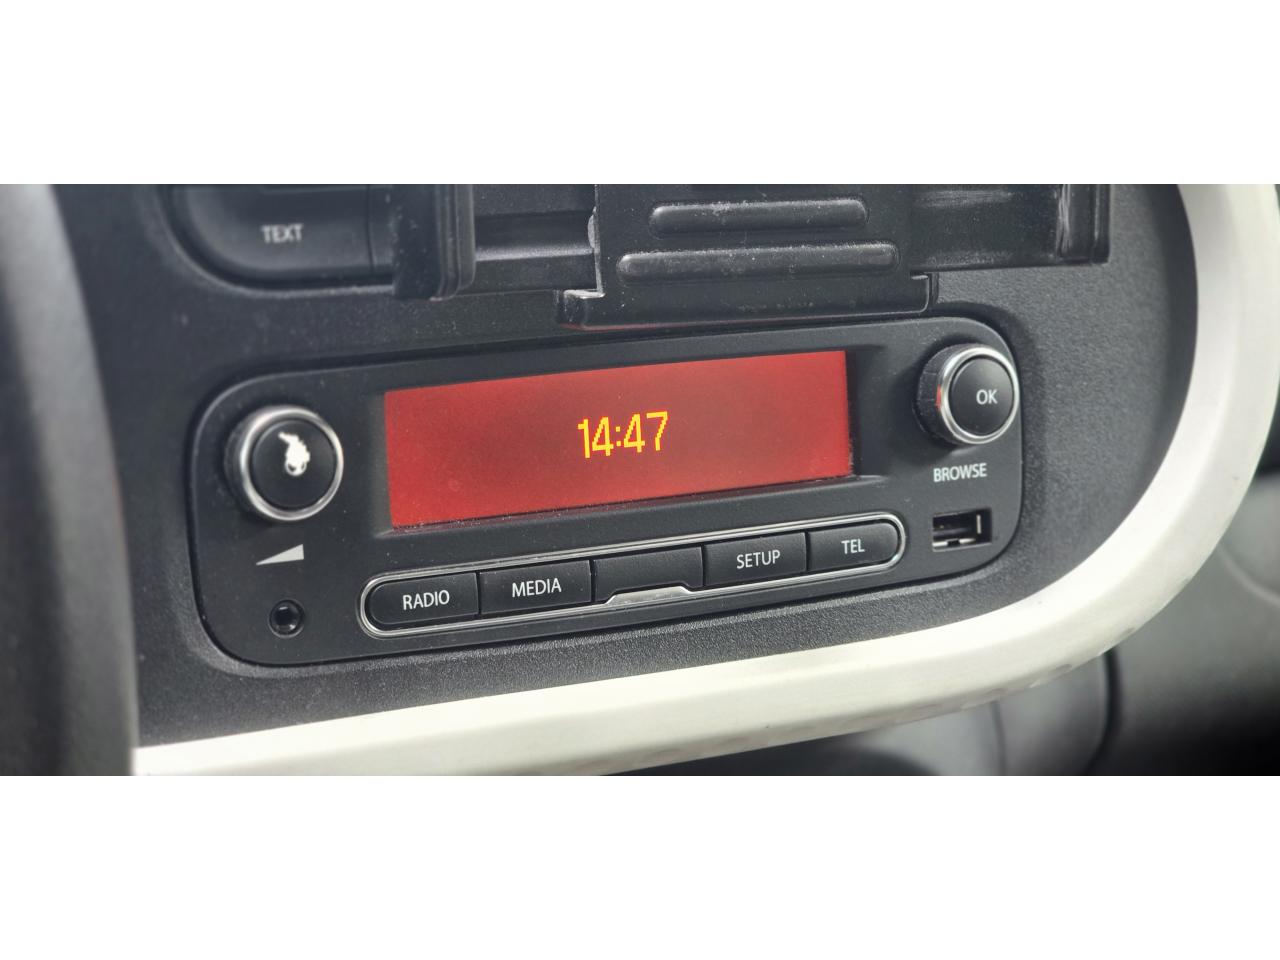 TEXT
14:47
OK
BROWSE
RADIO
MEDIA
SETUP
TEL